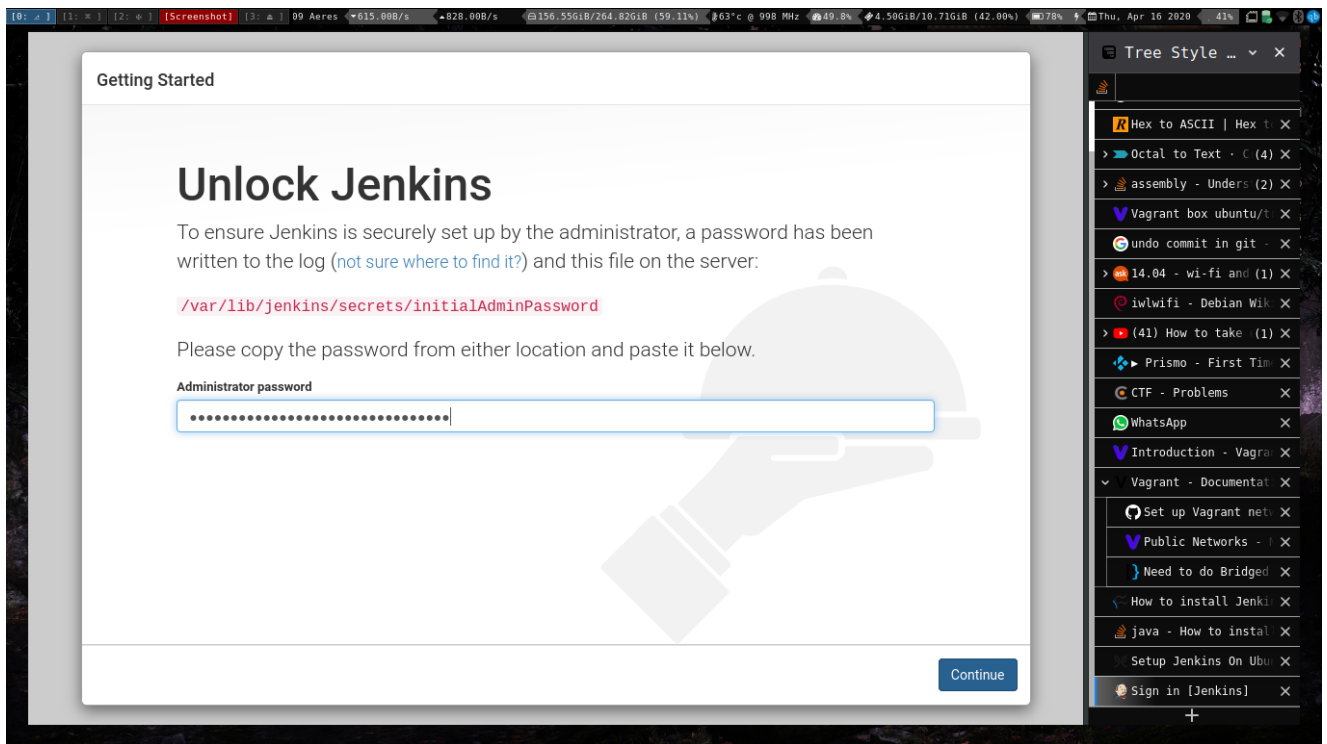 [0: ] [1: ] [2: ] [Screenshot] [3: ] 09 Aeres 615.00B/s 828.00B/s 156.55GiB/264.82GiB (59.11%) 63°c @ 998 MHz 49.8% 4.50GiB/10.71GiB (42.00%) 78% Thu, Apr 16 2020 41%
Getting Started
Unlock Jenkins
To ensure Jenkins is securely set up by the administrator, a password has been
written to the log (not sure where to find it?) and this file on the server:
/var/lib/jenkins/secrets/initialAdminPassword
Please copy the password from either location and paste it below.
Administrator password
Continue
Tree Style …
Hex to ASCII | Hex to
Octal to Text · C (4)
assembly - Unders (2)
Vagrant box ubuntu/t
undo commit in git -
14.04 - wi-fi and (1)
iwlwifi - Debian Wik
(41) How to take (1)
▶ Prismo - First Tim
CTF - Problems
WhatsApp
Introduction - Vagra
Vagrant - Documentat
Set up Vagrant netw
Public Networks -
Need to do Bridged
How to install Jenki
java - How to instal
Setup Jenkins On Ubu
Sign in [Jenkins]